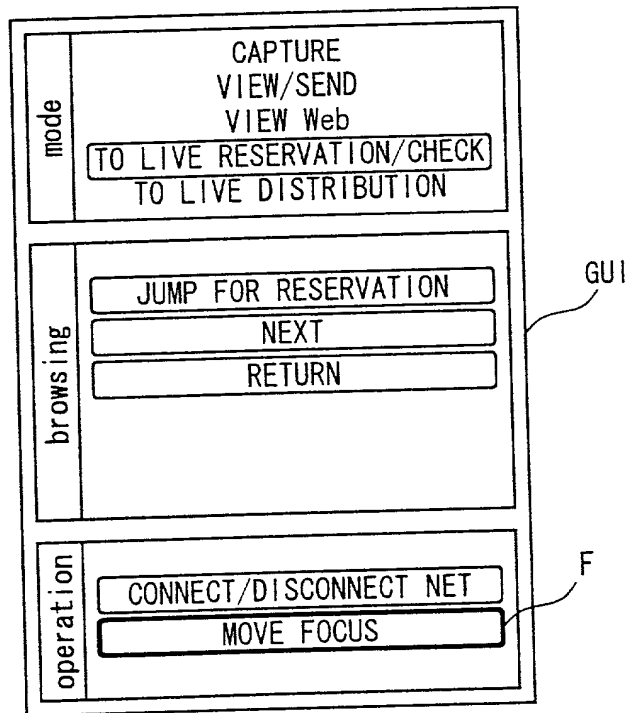 mode
CAPTURE
VIEW/SEND
VIEW Web
TO LIVE RESERVATION/CHECK
TO LIVE DISTRIBUTION
browsing
JUMP FOR RESERVATION
NEXT
RETURN
GUI
operation
CONNECT/DISCONNECT NET
MOVE FOCUS
F